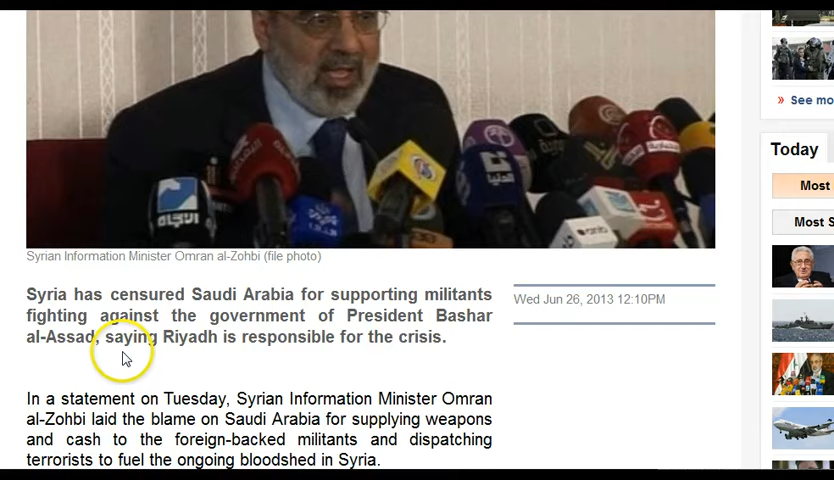 » See mo
Today
Most
Most S
الاتجاه
الدنيا
Syrian Information Minister Omran al-Zohbi (file photo)
Syria has censured Saudi Arabia for supporting militants
fighting against the government of President Bashar
al-Assad, saying Riyadh is responsible for the crisis.
Wed Jun 26, 2013 12:10PM
In a statement on Tuesday, Syrian Information Minister Omran
al-Zohbi laid the blame on Saudi Arabia for supplying weapons
and cash to the foreign-backed militants and dispatching
terrorists to fuel the ongoing bloodshed in Syria.